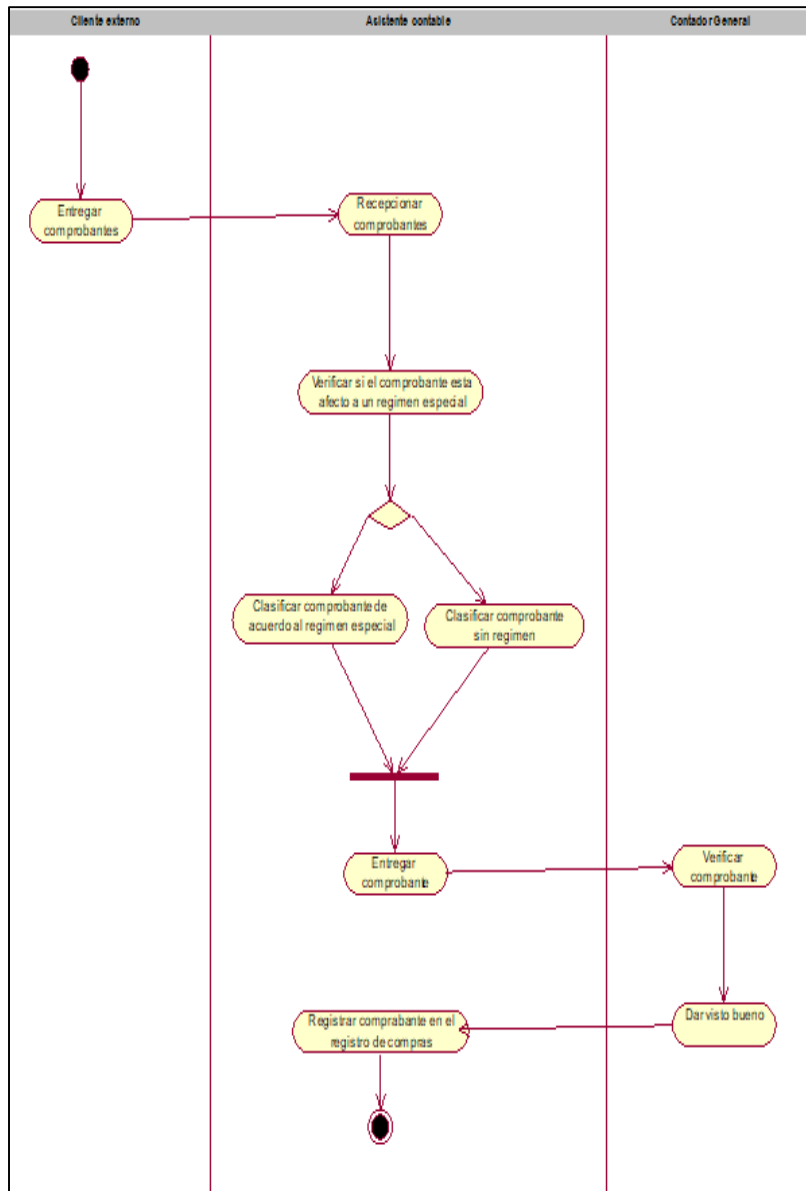 Cliente externo
Asistente contable
Contador General
Entregar
comprobantes
Recepcionar
comprobantes
Verificar si el comprobante esta
afecto a un regimen especial
Clasificar comprobante de
acuerdo al regimen especial
Clasificar comprobante
sin regimen
Entregar
comprobante
Verificar
comprobante
Dar visto bueno
Registrar comprabante en el
registro de compras